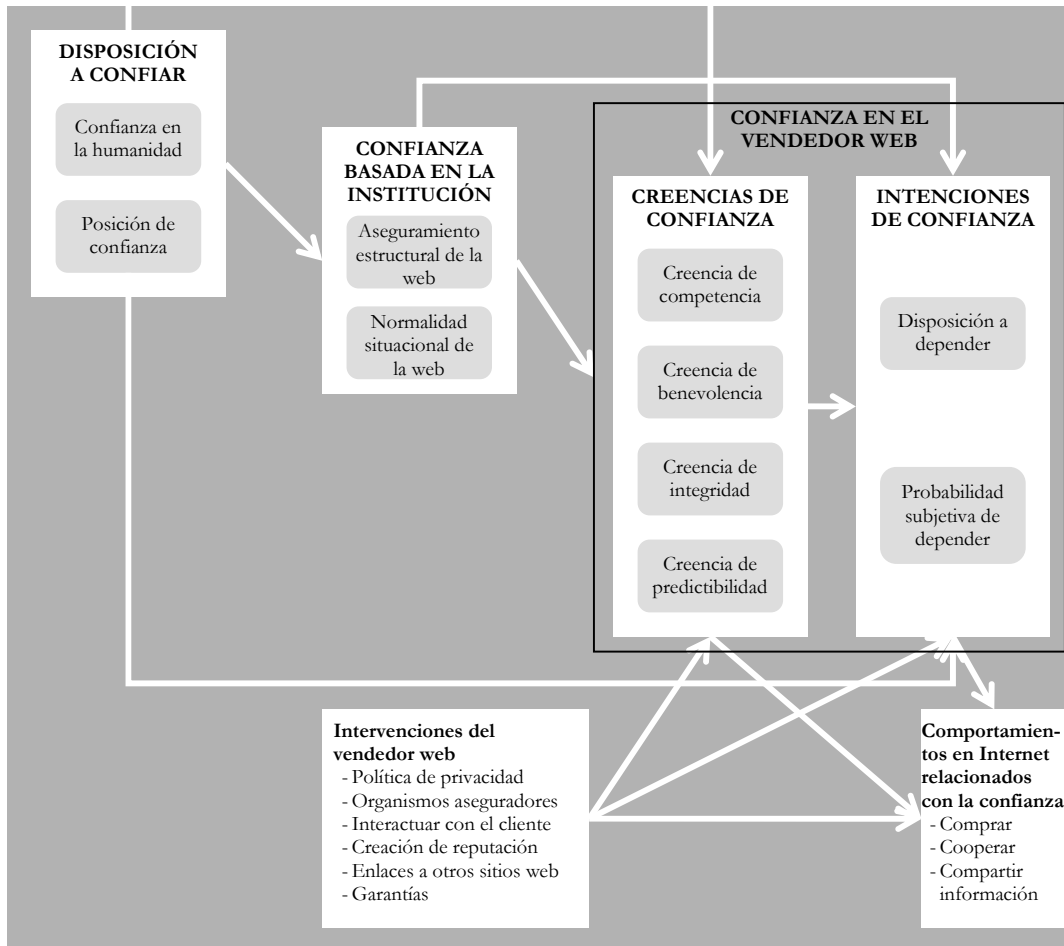 DISPOSICIÓN
A CONFIAR
Confianza en
la humanidad
Posición de
confianza
CONFIANZA
BASADA EN LA
INSTITUCIÓN
Aseguramiento
estructural de la
web
Normalidad
situacional de
la web
CONFIANZA EN EL
VENDEDOR WEB
CREENCIAS DE
CONFIANZA
Creencia de
competencia
Creencia de
benevolencia
Creencia de
integridad
Creencia de
predictibilidad
INTENCIONES
DE CONFIANZA
Disposición a
depender
Probabilidad
subjetiva de
depender
Intervenciones del
vendedor web
- Política de privacidad
- Organismos aseguradores
- Interactuar con el cliente
- Creación de reputación
- Enlaces a otros sitios web
- Garantías
Comportamien-
tos en Internet
relacionados
con la confianza
- Comprar
- Cooperar
- Compartir
información